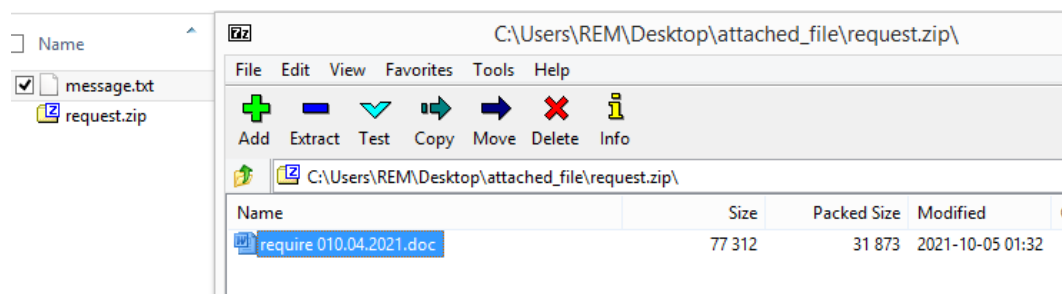 Name
message.txt
request.zip
C:\Users\REM\Desktop\attached_file\request.zip\
File Edit View Favorites Tools Help
Add Extract Test Copy Move Delete Info
C:\Users\REM\Desktop\attached_file\request.zip\
Name Size Packed Size Modified
require 010.04.2021.doc 77 312 31 873 2021-10-05 01:32